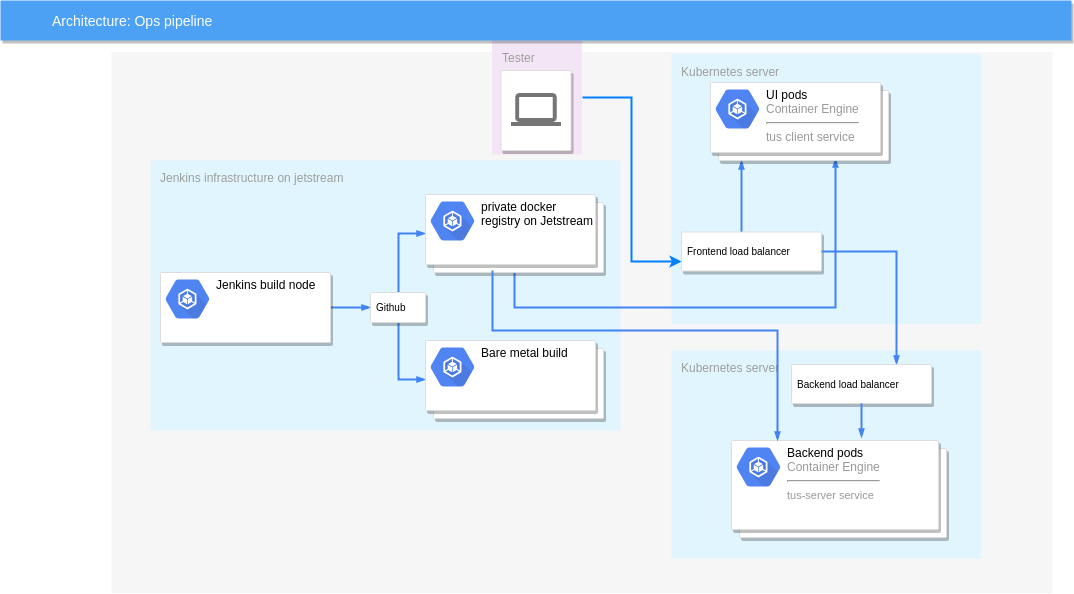 Architecture: Ops pipeline
Tester
Kubernetes server
UI pods
Container Engine
tus client service
Jenkins infrastructure on jetstream
private docker
registry on Jetstream
Frontend load balancer
Jenkins build node
Github
Bare metal build
Kubernetes server
Backend load balancer
Backend pods
Container Engine
tus-server service